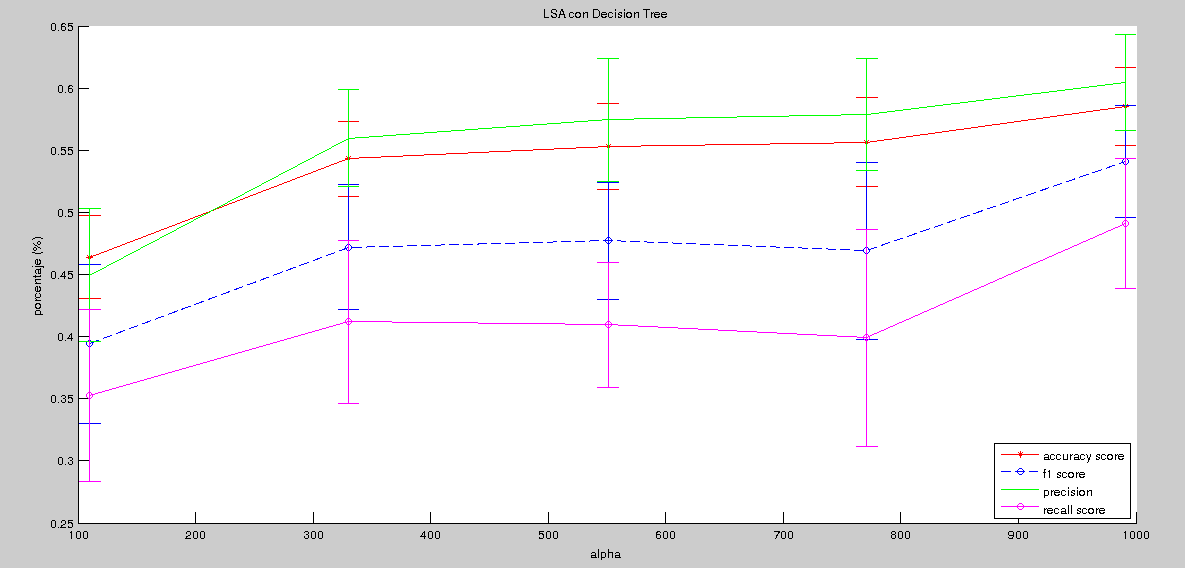 LSA con Decision Tree
0.65
0.6
0.55
0.5
0.45
0.4
0.35
0.3
0.25
porcentaje (%)
100 200 300 400 500 600 700 800 900 1000
alpha
accuracy score
f1 score
precision
recall score